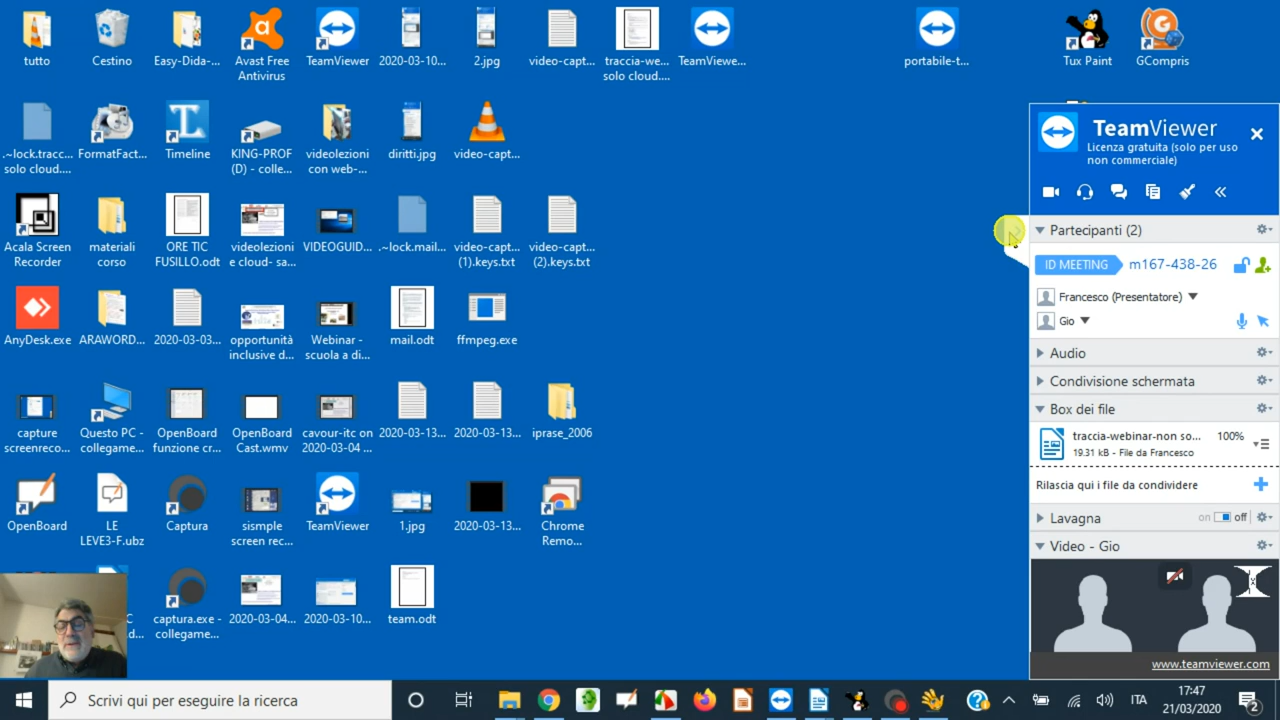 tutto
Cestino
Easy-Dida-...
Avast Free
Antivirus
TeamViewer
2020-03-10...
2.jpg
video-capt...
traccia-we...
solo cloud....
TeamViewe...
portabile-t...
Tux Paint
GCompris
.~lock.tracc...
solo cloud....
FormatFact...
Timeline
KING-PROF
(D) - colle...
videolezioni
con web-...
diritti.jpg
video-capt...
Acala Screen
Recorder
materiali
corso
ORE TIC
FUSILLO.odt
videolezioni
e cloud- sa...
VIDEOGUID...
.~lock.mail...
video-capt...
(1).keys.txt
video-capt...
(2).keys.txt
AnyDesk.exe
ARAWORD...
2020-03-03...
opportunità
inclusive d...
Webinar -
scuola a di...
mail.odt
ffmpeg.exe
capture
screenreco...
Questo PC -
collegame...
OpenBoard
funzione cr...
OpenBoard
Cast.wmv
cavour-itc on
2020-03-04 ...
2020-03-13...
2020-03-13...
iprase_2006
OpenBoard
LE
LEVE3-F.ubz
Captura
sismple
screen rec...
TeamViewer
1.jpg
2020-03-13...
Chrome
Remo...
captura.exe -
collegame...
2020-03-04...
2020-03-10...
team.odt
TeamViewer
Licenza gratuita (solo per uso
non commerciale)
Partecipanti (2)
ID MEETING m167-438-26
Francesco (Presentatore)
Gio
Audio
Condivisione schermata
Box dei file
traccia-webinar-non so... 100%
19.31 kB - File da Francesco
Rilascia qui i file da condividere
Lavagna on off
Video - Gio
www.teamviewer.com
Scrivi qui per eseguire la ricerca
ITA
17:47
21/03/2020
2